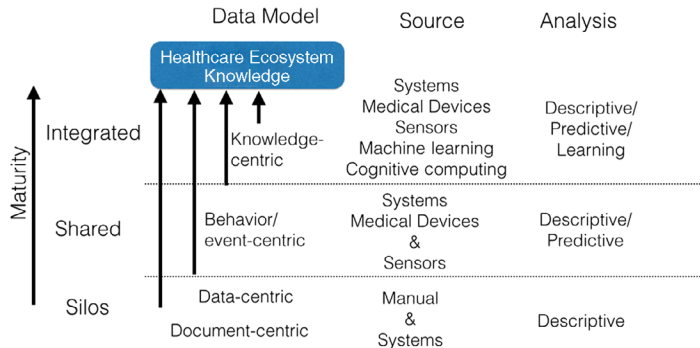 Data Model
Source
Analysis
Healthcare Ecosystem
Knowledge
Maturity
Integrated
Knowledge-
centric
Systems
Medical Devices
Sensors
Machine learning
Cognitive computing
Descriptive/
Predictive/
Learning
Shared
Behavior/
event-centric
Systems
Medical Devices
&
Sensors
Descriptive/
Predictive
Silos
Data-centric
Document-centric
Manual
&
Systems
Descriptive